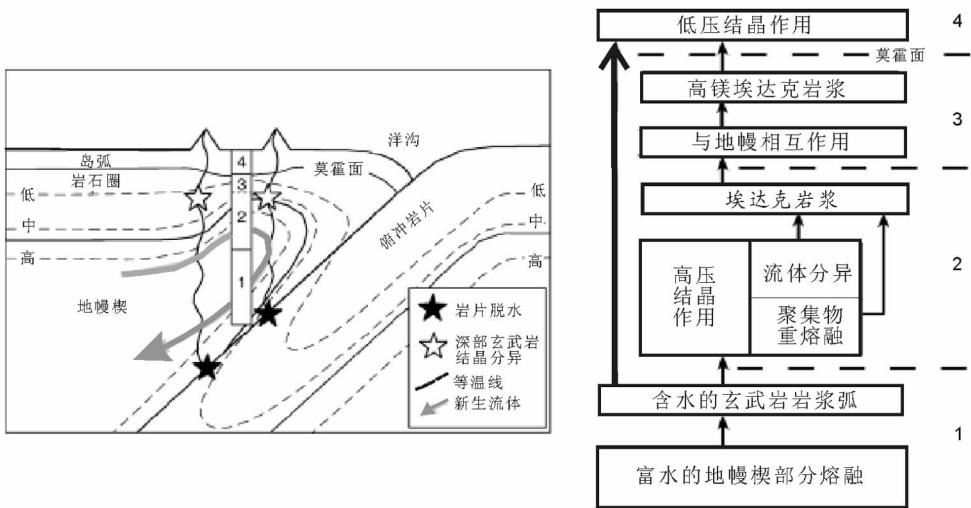 洋沟
岛弧
莫霍面
岩石圈
低
中
高
4
3
2
1
俯冲岩片
低
中
高
地幔楔
岩片脱水
深部玄武岩
结晶分异
等温线
新生流体
低压结晶作用
4
莫霍面
高镁埃达克岩浆
3
与地幔相互作用
埃达克岩浆
高压
结晶
作用
流体分异
聚集物
重熔融
2
含水的玄武岩岩浆弧
1
富水的地幔楔部分熔融